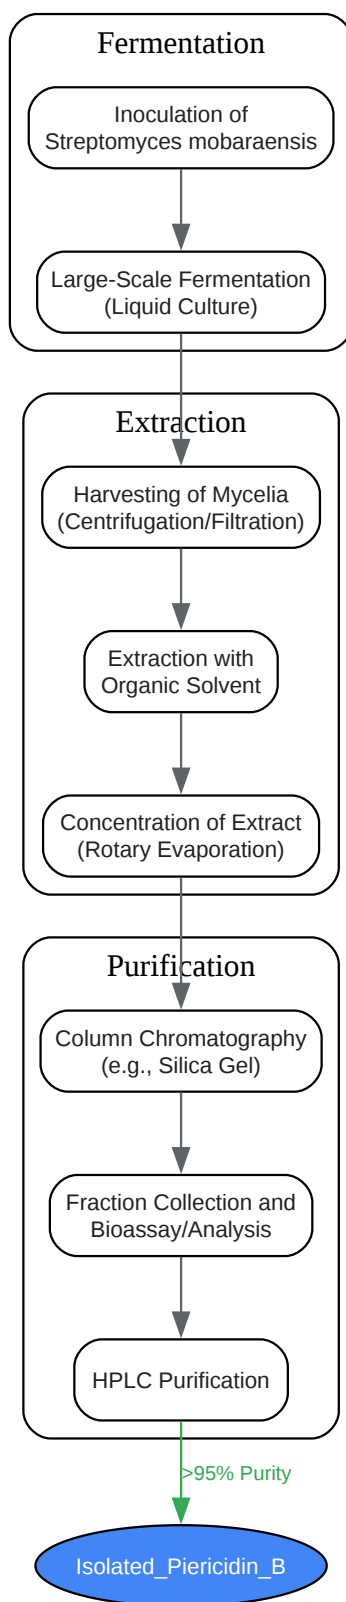 Fermentation
Inoculation of
Streptomyces mobaraensis
Large-Scale Fermentation
(Liquid Culture)
Extraction
Harvesting of Mycelia
(Centrifugation/Filtration)
Extraction with
Organic Solvent
Concentration of Extract
(Rotary Evaporation)
Purification
Column Chromatography
(e.g., Silica Gel)
Fraction Collection and
Bioassay/Analysis
HPLC Purification
>95% Purity
Isolated_Piericidin_B